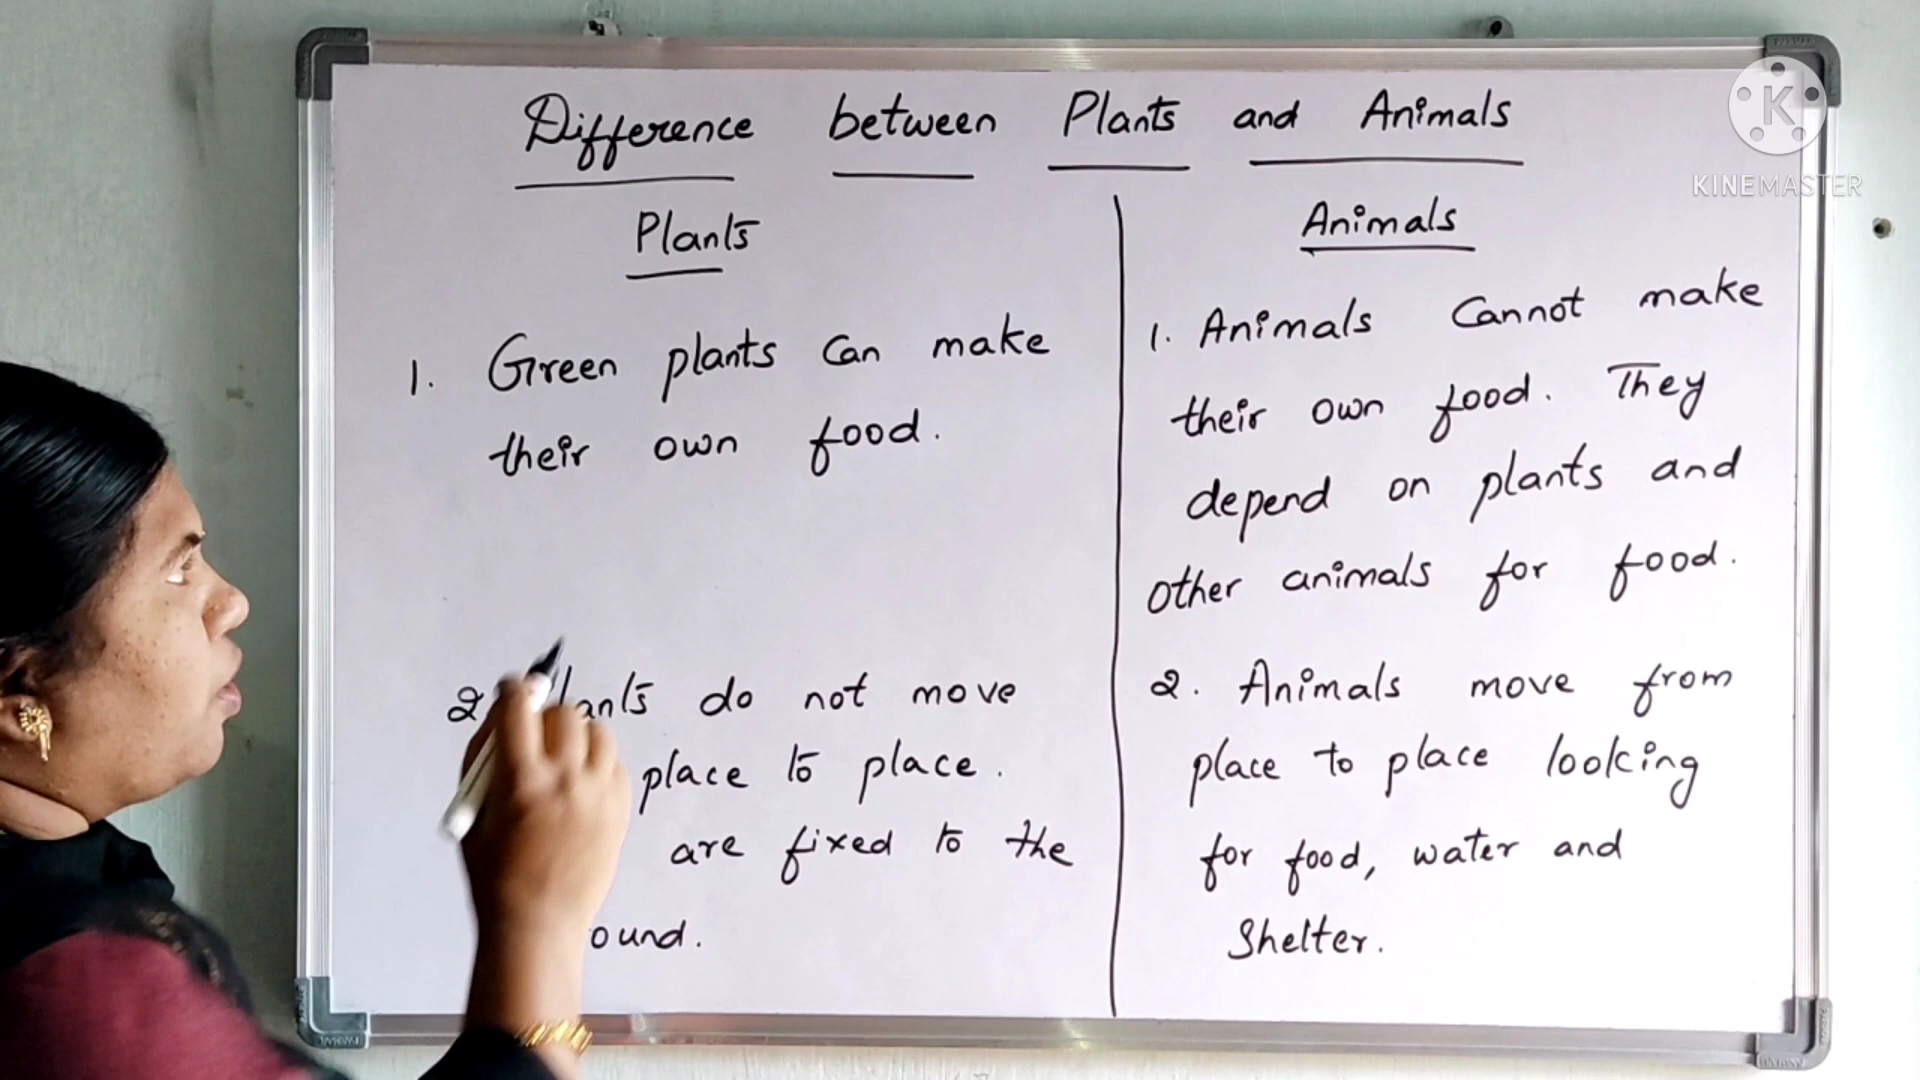 Difference between Plants and Animals
Plants
1. Green plants can make
their own food.
2. do not move
place to place.
are fixed to the
Animals
1. Animals cannot make
their own food. They
depend on plants and
other animals for food.
2. Animals move from
place to place looking
for food, water and
Shelter.
K
KINEMASTER